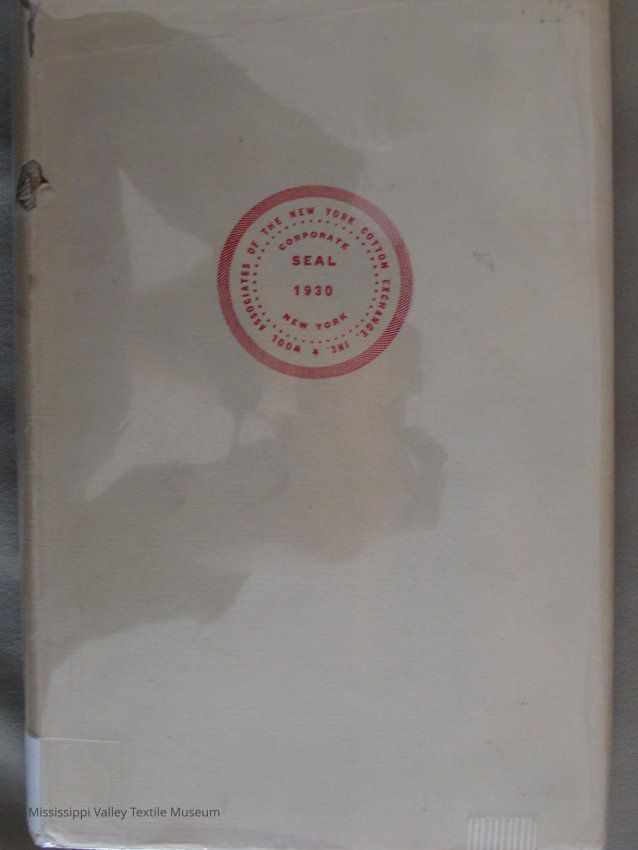 WOOL ASSOCIATES OF THE NEW YORK COTTON EXCHANGE, INC. ★
CORPORATE
SEAL
1930
NEW YORK
Mississippi Valley Textile Museum